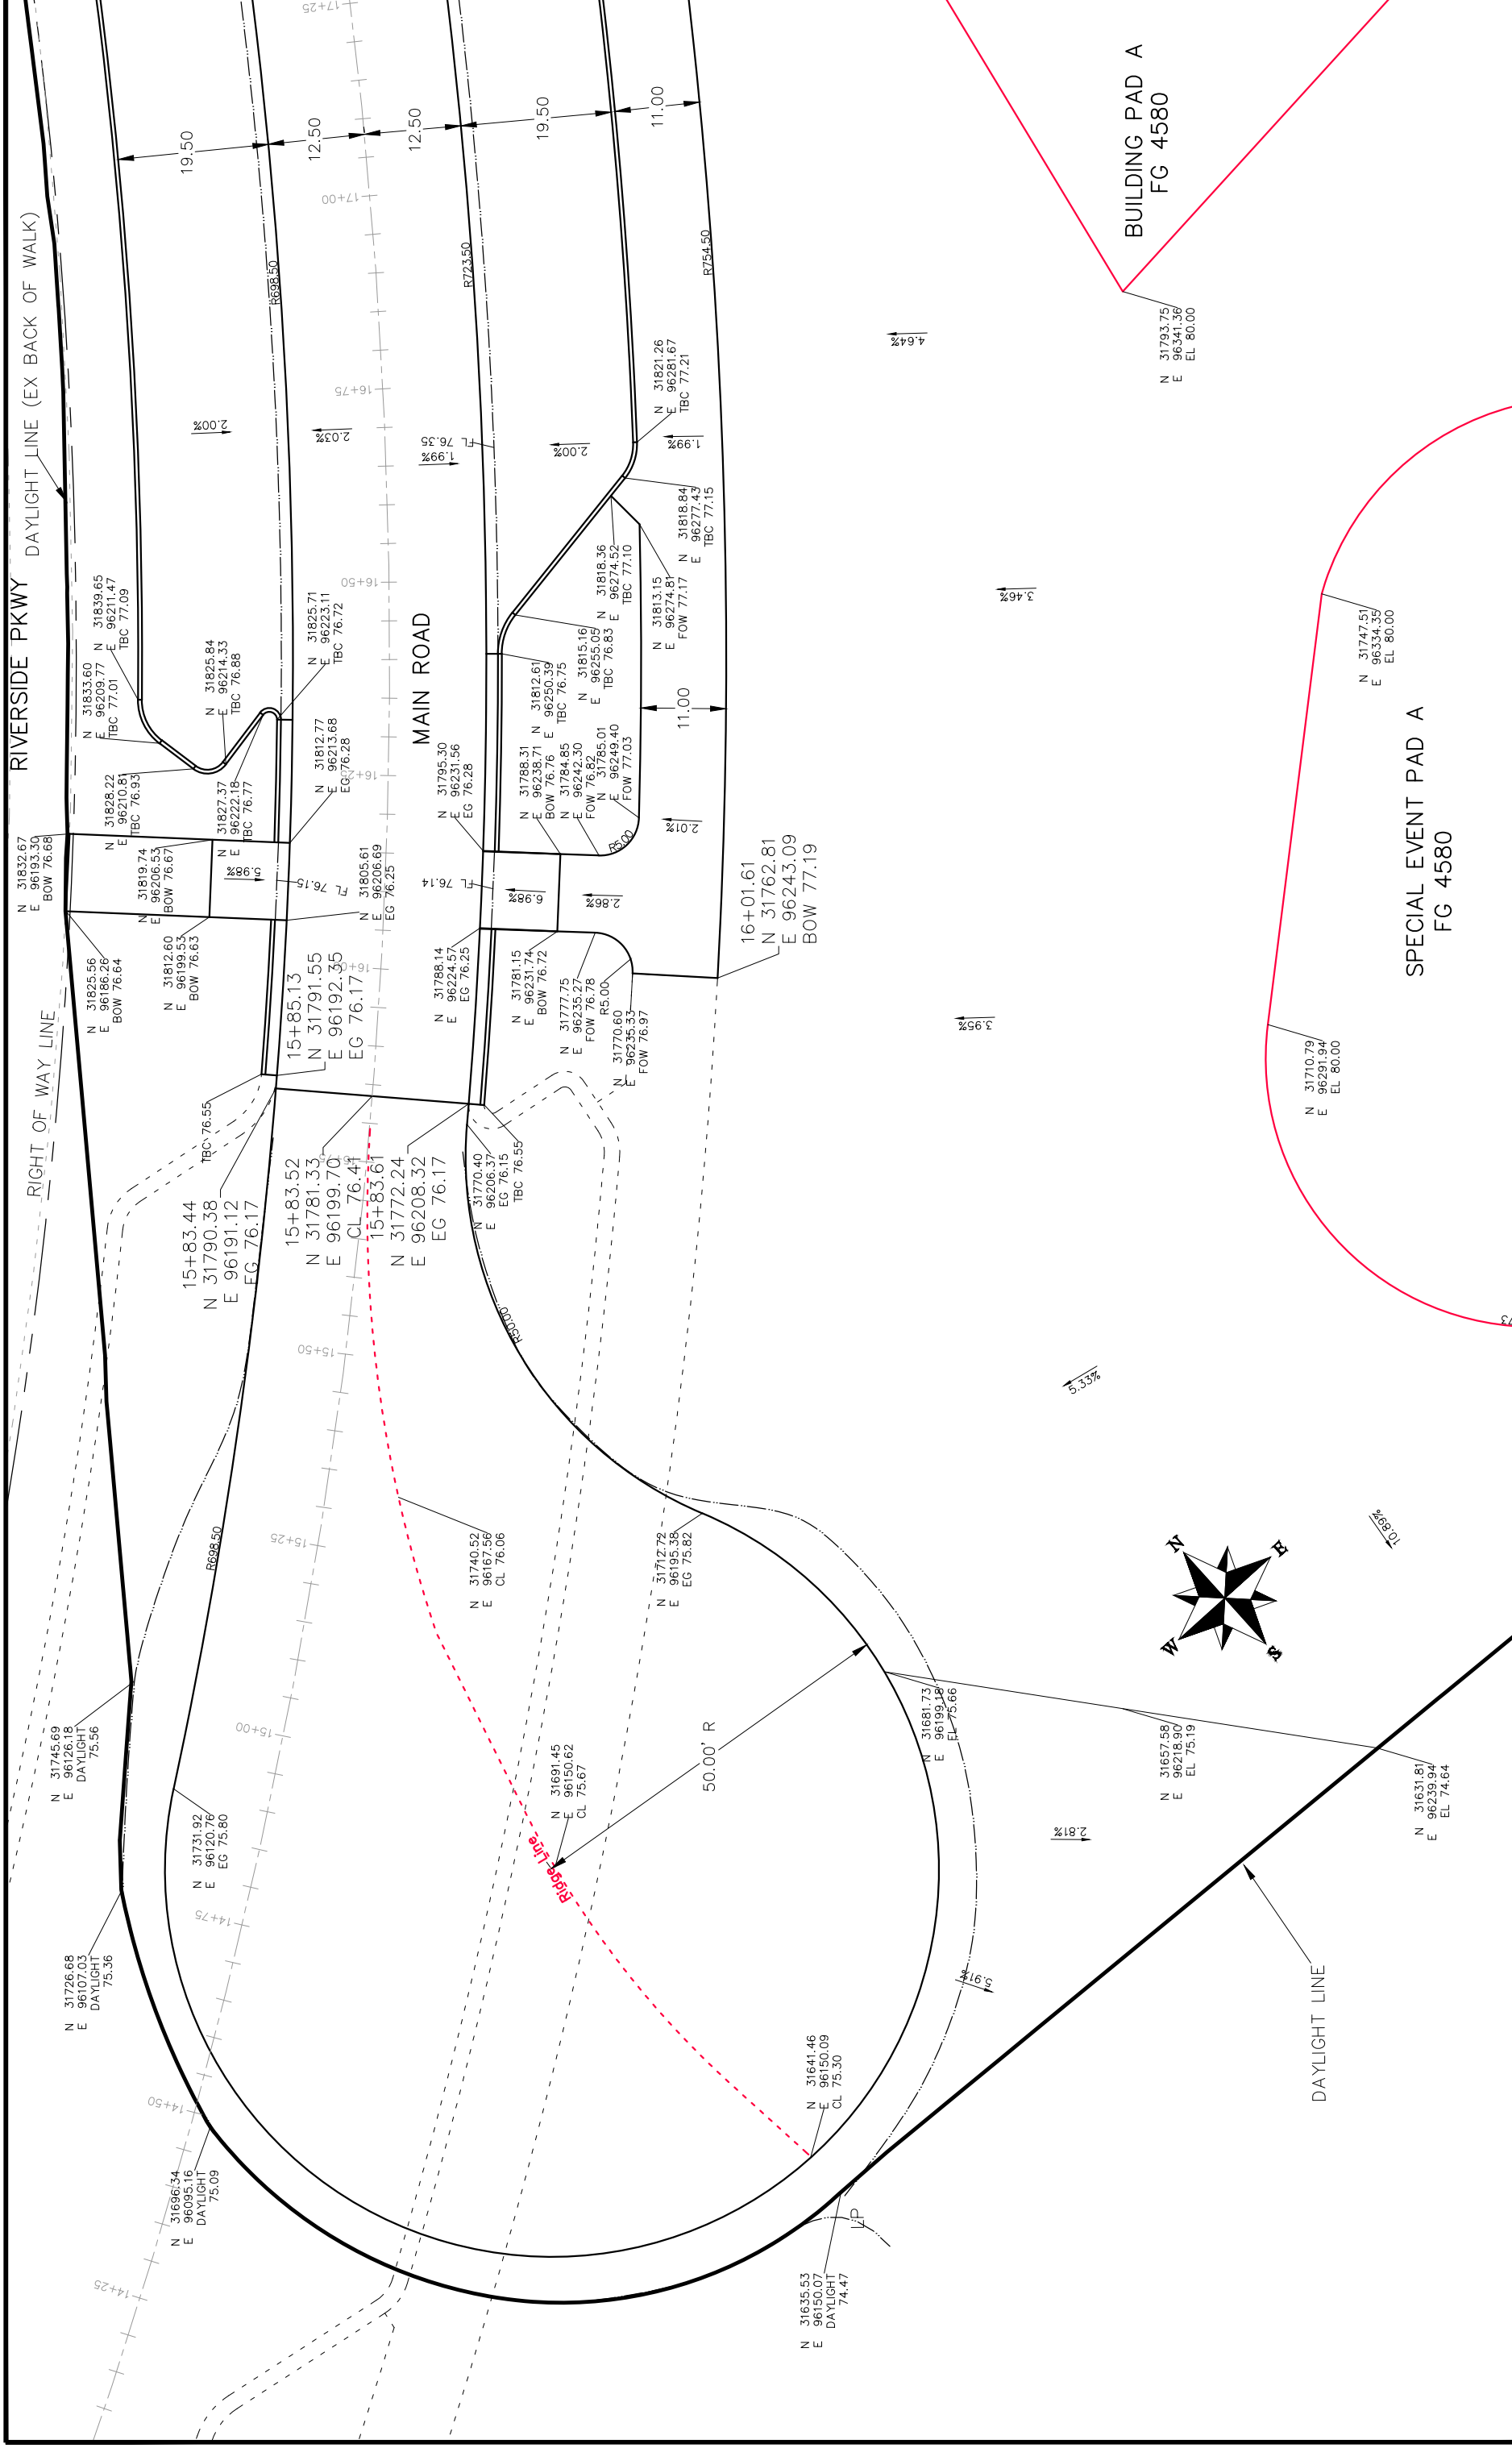 17+25
19.50
12.50
12.50
19.50
11.00
BUILDING PAD A
FG 4580
17+00
DAYLIGHT LINE (EX BACK OF WALK)
R698.50
R723.50
R754.50
N 31793.75
E 96341.36
EL 80.00
4.64%
16+75
2.00%
2.03%
FL 76.35
1.99%
2.00%
1.99%
N 31821.26
E 96281.67
TBC 77.21
N 31818.84
E 96277.43
TBC 77.15
RIVERSIDE PKWY
16+50
MAIN ROAD
N 31839.65
E 96211.47
TBC 77.09
N 31833.60
E 96209.77
TBC 77.01
N 31825.84
E 96214.33
TBC 76.88
N 31825.71
E 96223.11
TBC 76.72
N 31818.36
E 96274.52
TBC 77.10
N 31813.15
E 96274.81
FOW 77.17
N 31815.16
E 96255.05
TBC 76.83
N 31812.61
E 96250.39
TBC 76.75
3.46%
N 31747.51
E 96334.35
EL 80.00
11.00
N 31828.22
E 96210.81
TBC 76.93
N 31827.37
E 96222.18
TBC 76.77
N 31812.77
E 96213.68
EG 76.28
16+25
N 31795.30
E 96231.56
EG 76.28
N 31788.31
E 96238.71
BOW 76.76
N 31784.85
E 96242.30
FOW 76.82
N 31785.01
E 96249.40
FOW 77.03
R5.00
2.01%
SPECIAL EVENT PAD A
FG 4580
N 31832.67
E 96193.30
BOW 76.68
N 31819.74
E 96206.53
BOW 76.67
5.98%
FL 76.15
N 31805.61
E 96206.69
EG 76.25
FL 76.14
6.98%
2.86%
16+01.61
N 31762.81
E 96243.09
BOW 77.19
N 31825.56
E 96186.26
BOW 76.64
N 31812.60
E 96199.53
BOW 76.63
16+00
15+85.13
N 31791.55
E 96192.35
EG 76.17
N 31788.14
E 96224.57
EG 76.25
N 31781.15
E 96231.74
BOW 76.72
N 31777.75
E 96235.27
FOW 76.78
R5.00
N 31770.60
E 96235.33
FOW 76.97
3.95%
N 31710.79
E 96291.94
EL 80.00
RIGHT OF WAY LINE
TBC 76.55
15+83.44
N 31790.38
E 96191.12
EG 76.17
15+83.52
N 31781.33
E 96199.70
CL 76.41
15+75
15+83.61
N 31772.24
E 96208.32
EG 76.17
N 31770.40
E 96206.37
EG 76.15
TBC 76.55
R50.00
15+50
5.33%
73
R698.50
15+25
N 31740.52
E 96167.56
CL 76.06
N 31712.72
E 96195.38
EG 75.82
N
E
W
S
10.89%
N 31745.69
E 96126.18
DAYLIGHT
75.56
15+00
N 31731.92
E 96120.76
EG 75.80
N 31691.45
E 96150.62
CL 75.67
Ridge Line
50.00' R
N 31681.73
E 96199.18
EL 75.66
N 31657.58
E 96218.90
EL 75.19
N 31631.81
E 96239.94
EL 74.64
2.81%
14+75
N 31726.68
E 96107.03
DAYLIGHT
75.36
5.91%
DAYLIGHT LINE
14+50
N 31641.46
E 96150.09
CL 75.30
N 31696.34
E 96095.16
DAYLIGHT
75.09
LP
14+25
N 31635.53
E 96150.07
DAYLIGHT
74.47